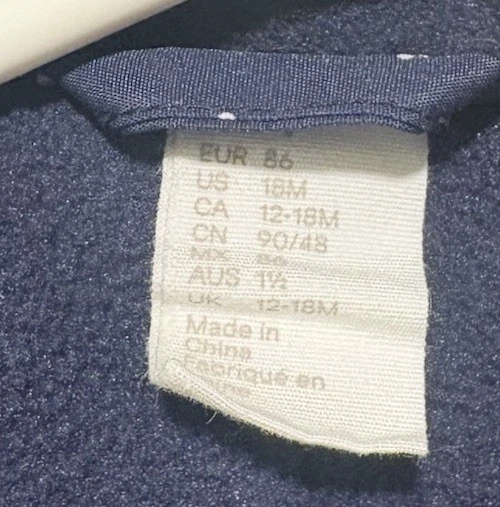 EUR 86
US 18M
CA 12-18M
CN 90/48
MX
AUS 1½
UK 12-18M
Made in
China
Fabriqué en